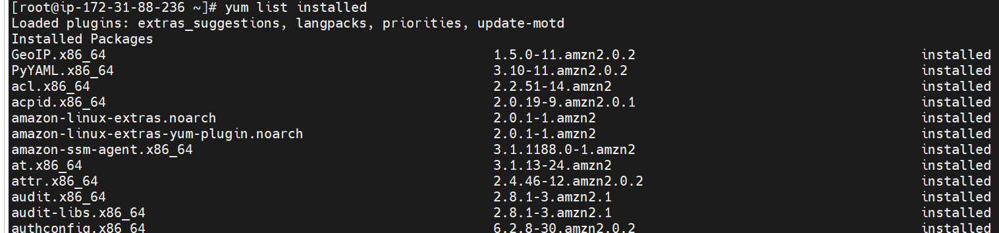 [root@ip-172-31-88-236 ~]# yum list installed
Loaded plugins: extras_suggestions, langpacks, priorities, update-motd
Installed Packages
GeoIP.x86_64 1.5.0-11.amzn2.0.2 installed
PyYAML.x86_64 3.10-11.amzn2.0.2 installed
acl.x86_64 2.2.51-14.amzn2 installed
acpid.x86_64 2.0.19-9.amzn2.0.1 installed
amazon-linux-extras.noarch 2.0.1-1.amzn2 installed
amazon-linux-extras-yum-plugin.noarch 2.0.1-1.amzn2 installed
amazon-ssm-agent.x86_64 3.1.1188.0-1.amzn2 installed
at.x86_64 3.1.13-24.amzn2 installed
attr.x86_64 2.4.46-12.amzn2.0.2 installed
audit.x86_64 2.8.1-3.amzn2.1 installed
audit-libs.x86_64 2.8.1-3.amzn2.1 installed
authconfig.x86_64 6.2.8-30.amzn2.0.2 installed